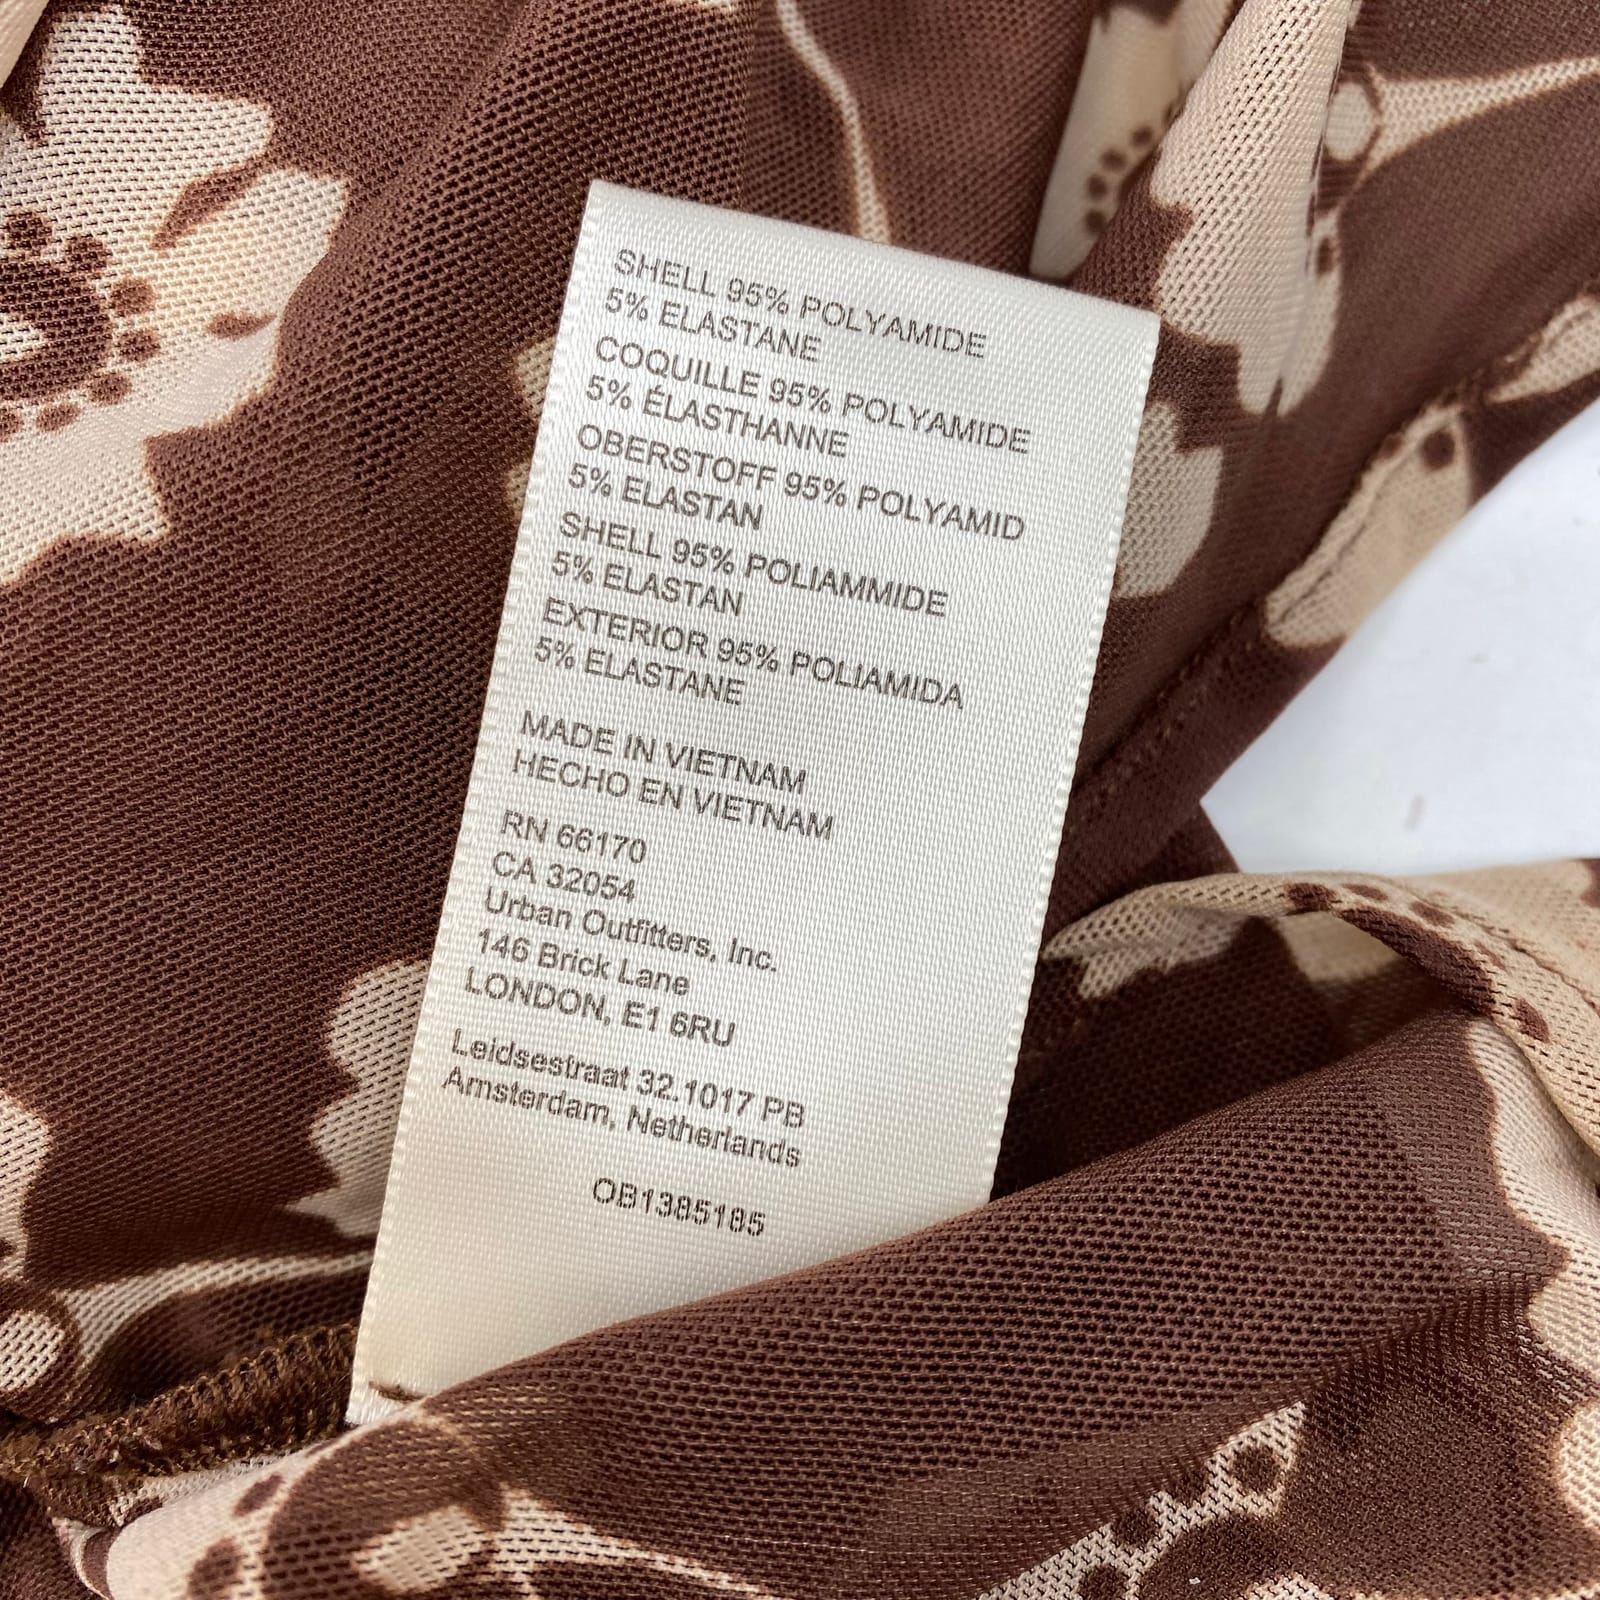 SHELL 95% POLYAMIDE
5% ELASTANE
COQUILLE 95% POLYAMIDE
5% ÉLASTHANNE
OBERSTOFF 95% POLYAMID
5% ELASTAN
SHELL 95% POLIAMMIDE
5% ELASTAN
EXTERIOR 95% POLIAMIDA
5% ELASTANE
MADE IN VIETNAM
HECHO EN VIETNAM
RN 66170
CA 32054
Urban Outfitters, Inc.
146 Brick Lane
LONDON, E1 6RU
Leidsestraat 32.1017 PB
Amsterdam, Netherlands
OB1385185